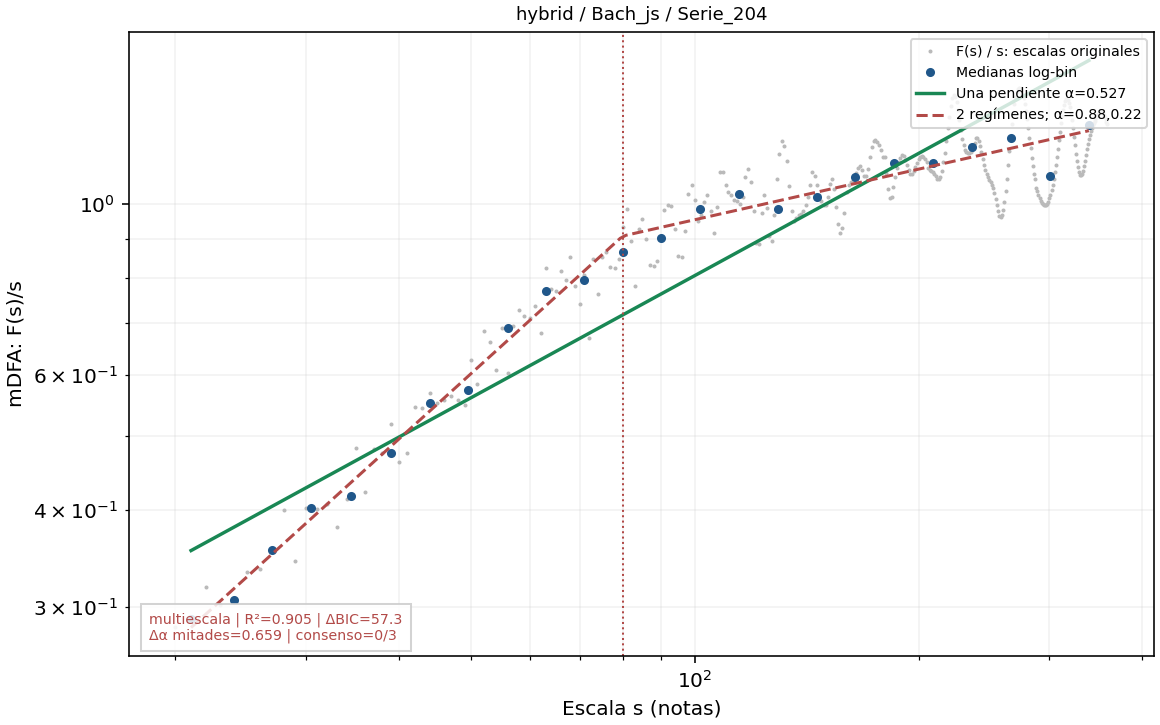 hybrid / Bach_js / Serie_204
F(s) / s: escalas originales
Medianas log-bin
Una pendiente α=0.527
2 regímenes; α=0.88,0.22
mDFA: F(s)/s
10⁰
6 × 10⁻¹
4 × 10⁻¹
3 × 10⁻¹
multiescala | R²=0.905 | ΔBIC=57.3
Δα mitades=0.659 | consenso=0/3
10²
Escala s (notas)